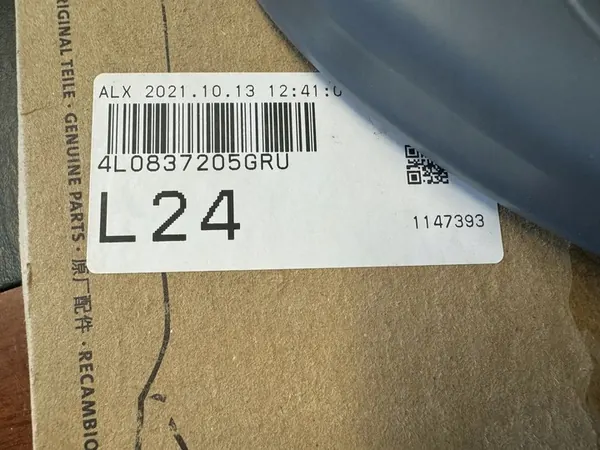 ALX 2021.10.13 12:41:0
4L0837205GRU
L24
1147393
ORIGINAL TEILE · GENUINE PARTS · 原厂配件 · RECAMBIO